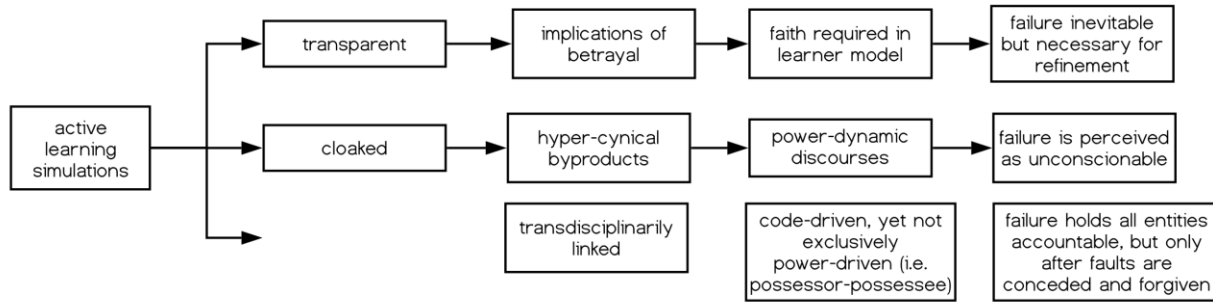 active
learning
simulations
transparent
implications of
betrayal
faith required in
learner model
failure inevitable
but necessary for
refinement
cloaked
hyper-cynical
byproducts
power-dynamic
discourses
failure is perceived
as unconscionable
transdisciplinarily
linked
code-driven, yet not
exclusively
power-driven (i.e.
possessor-possessee)
failure holds all entities
accountable, but only
after faults are
conceded and forgiven